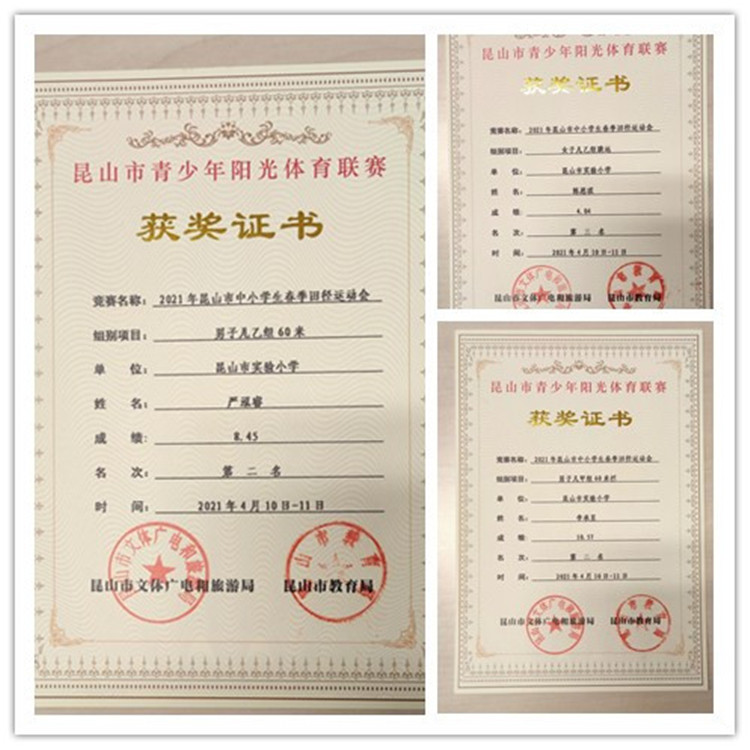 昆山市青少年阳光体育联赛
获奖证书
竞赛名称: 2021年昆山市中小学生春季田径运动会
组别项目: 男子儿乙组60米
单 位: 昆山市实验小学
姓 名:
成 绩: 8.45
名 次: 第 二 名
时 间: 2021年4月10日-11日
昆山市文体广电和旅游局 昆山市教育局
昆山市青少年阳光体育联赛
获奖证书
竞赛名称: 2021年昆山市中小学生春季田径运动会
组别项目: 女子儿乙组跳远
单 位: 昆山市实验小学
姓 名:
成 绩: 4.04
名 次: 第 三 名
时 间: 2021年4月10日-11日
昆山市文体广电和旅游局 昆山市教育局
昆山市青少年阳光体育联赛
获奖证书
竞赛名称: 2021年昆山市中小学生春季田径运动会
组别项目: 男子儿甲组60米栏
单 位: 昆山市实验小学
姓 名:
成 绩: 10.57
名 次: 第 二 名
时 间: 2021年4月10日-11日
昆山市文体广电和旅游局 昆山市教育局